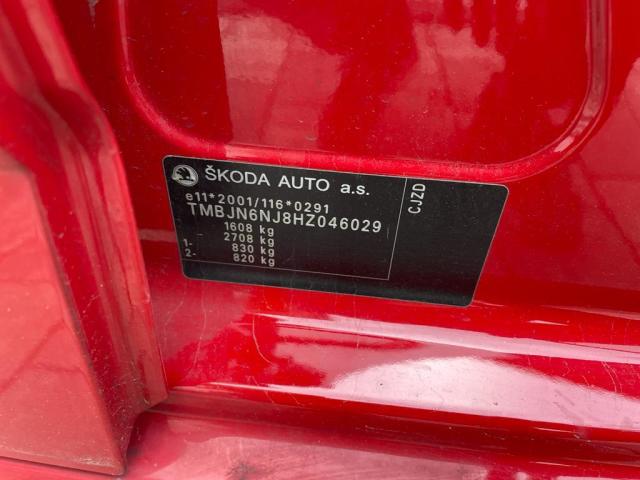 ŠKODA AUTO a.s.
e11*2001/116*0291
TMBJN6NJ8HZ046029
1608 kg
2708 kg
1- 830 kg
2- 820 kg
CJZD